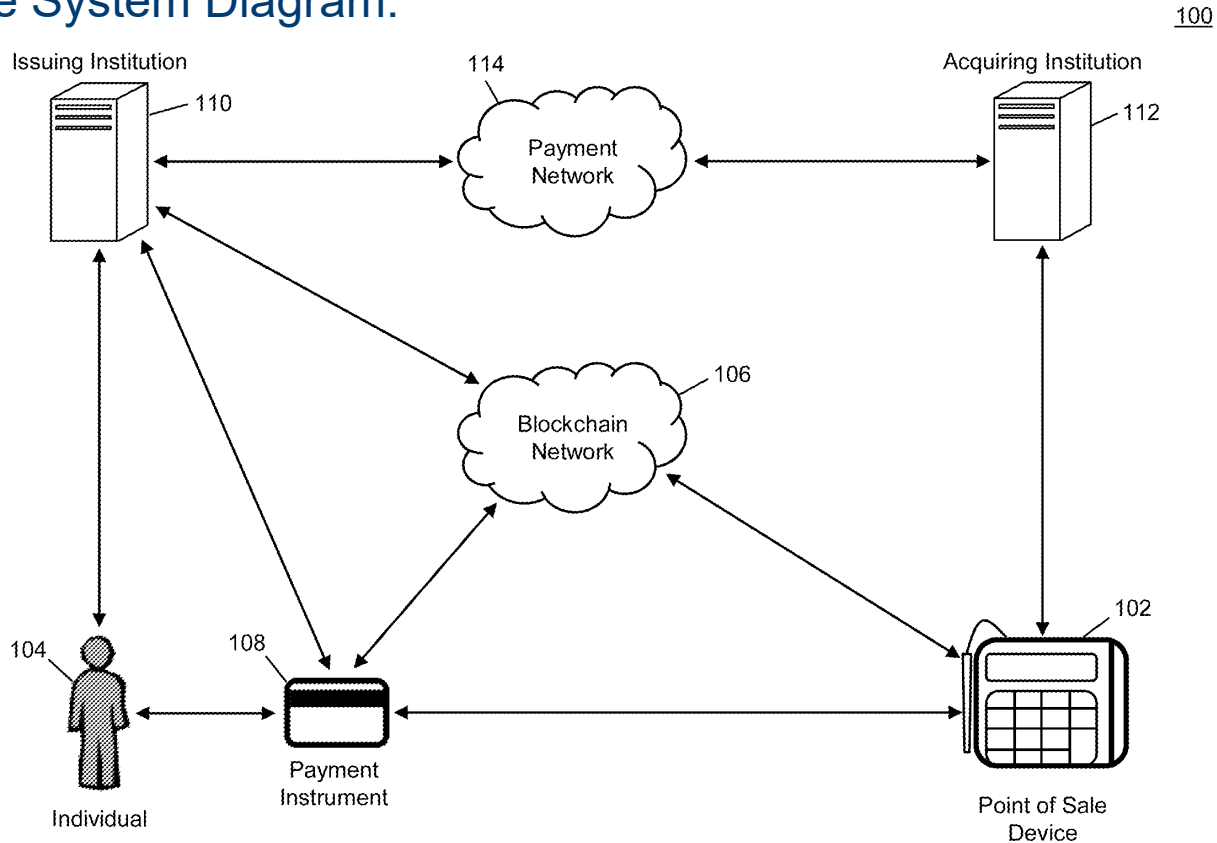 e System Diagram:
100
Issuing Institution
114
Acquiring Institution
110
112
Payment
Network
106
Blockchain
Network
102
104
108
Payment
Instrument
Individual
Point of Sale
Device